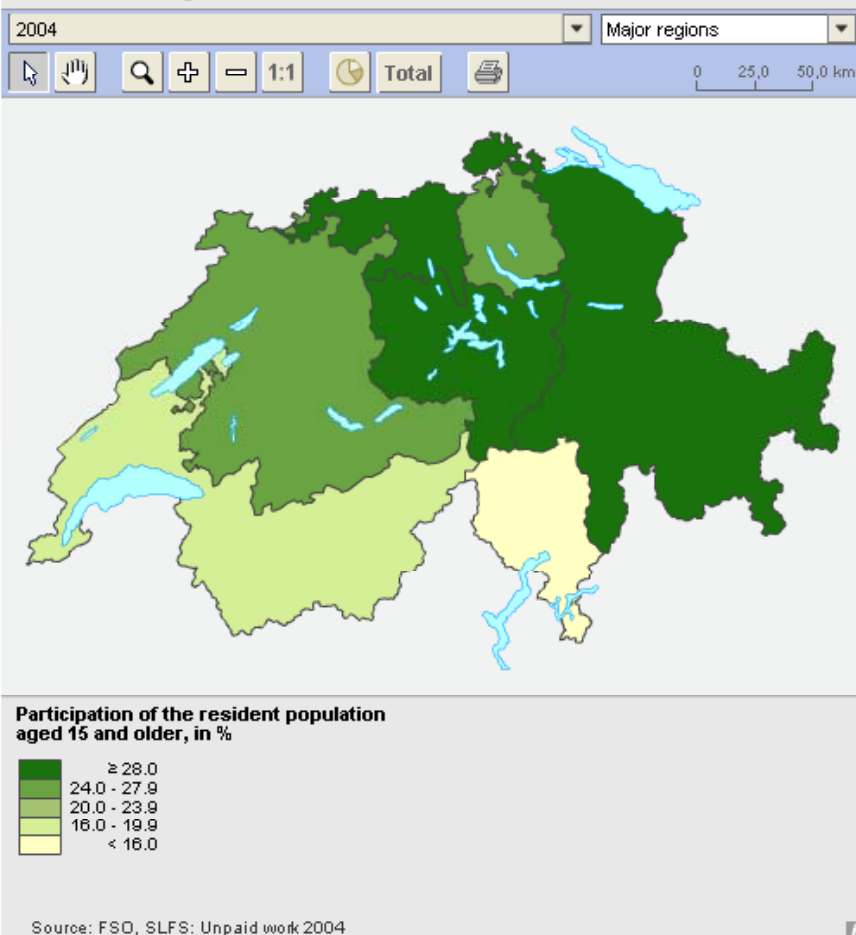 2004
Major regions
1:1
Total
0 25,0 50,0 km
Participation of the resident population
aged 15 and older, in %
≥ 28.0
24.0 - 27.9
20.0 - 23.9
16.0 - 19.9
< 16.0
Source: FSO, SLFS: Unpaid work 2004